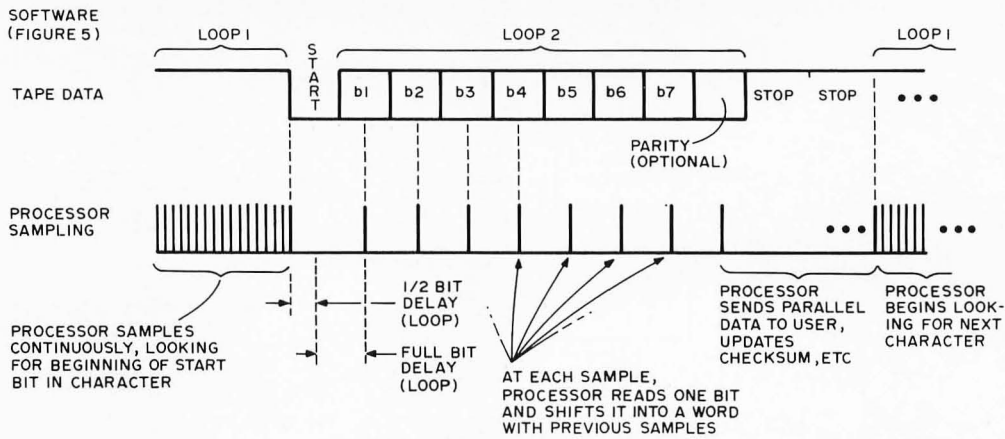 SOFTWARE
(FIGURE 5)
LOOP 1
START
LOOP 2
LOOP 1
TAPE DATA
b1 b2 b3 b4 b5 b6 b7
STOP STOP
PARITY
(OPTIONAL)
PROCESSOR
SAMPLING
1/2 BIT
DELAY
(LOOP)
FULL BIT
DELAY
(LOOP)
PROCESSOR SAMPLES
CONTINUOUSLY, LOOKING
FOR BEGINNING OF START
BIT IN CHARACTER
AT EACH SAMPLE,
PROCESSOR READS ONE BIT
AND SHIFTS IT INTO A WORD
WITH PREVIOUS SAMPLES
PROCESSOR
SENDS PARALLEL
DATA TO USER,
UPDATES
CHECKSUM, ETC
PROCESSOR
BEGINS LOOK-
ING FOR NEXT
CHARACTER